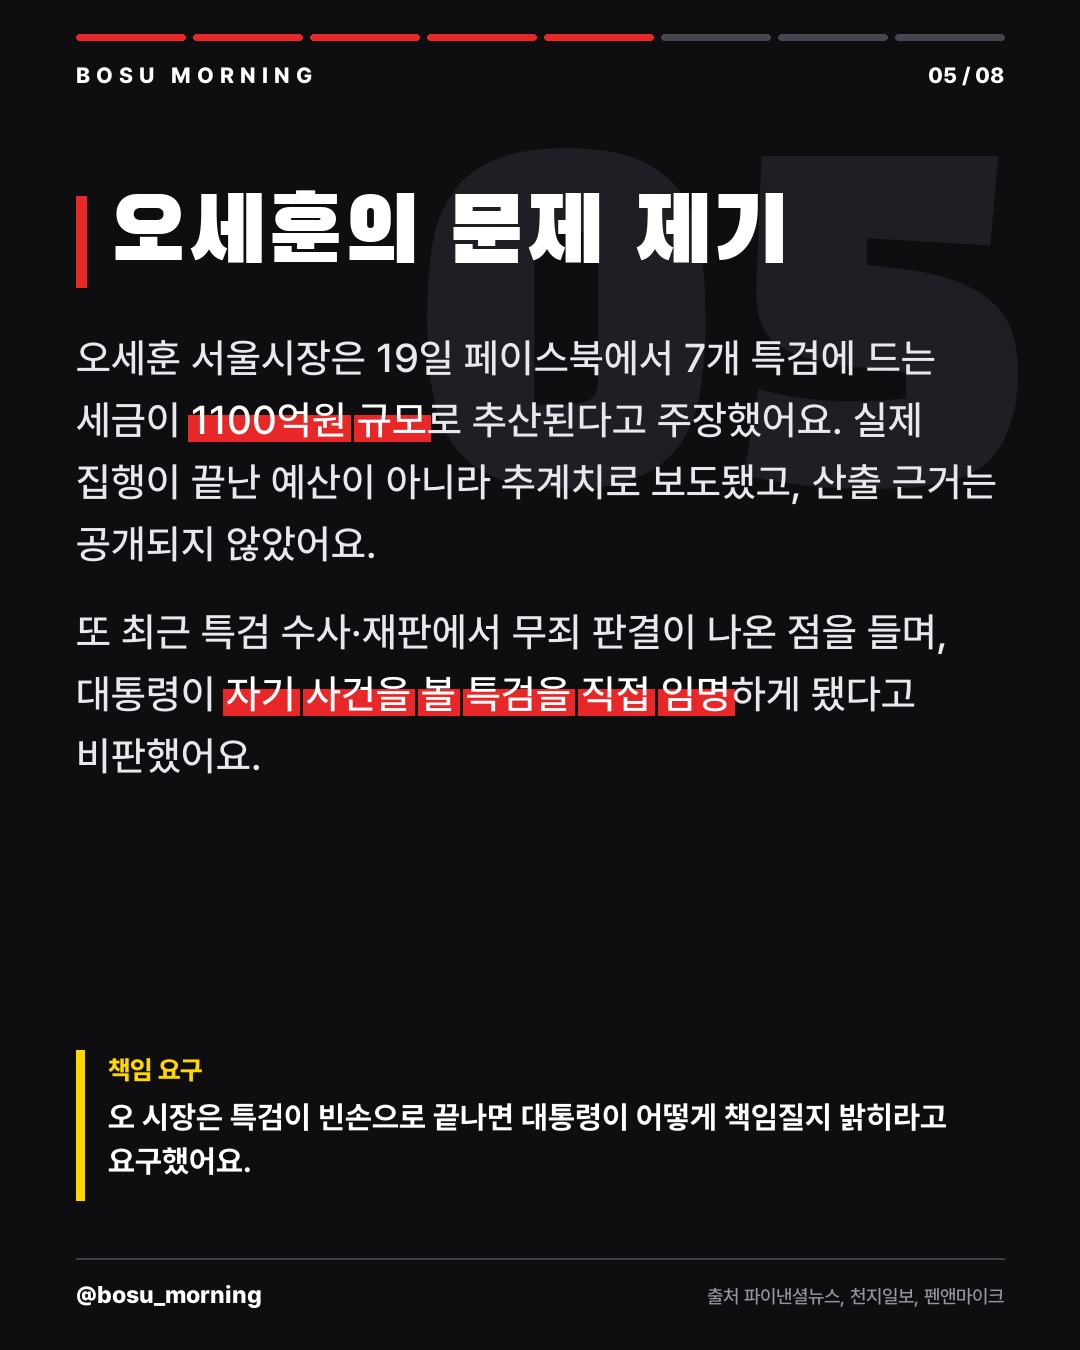 BOSU MORNING
05 / 08
05
오세훈의 문제 제기
오세훈 서울시장은 19일 페이스북에서 7개 특검에 드는
세금이 1100억원 규모로 추산된다고 주장했어요. 실제
집행이 끝난 예산이 아니라 추계치로 보도됐고, 산출 근거는
공개되지 않았어요.
또 최근 특검 수사·재판에서 무죄 판결이 나온 점을 들며,
대통령이 자기 사건을 볼 특검을 직접 임명하게 됐다고
비판했어요.
책임 요구
오 시장은 특검이 빈손으로 끝나면 대통령이 어떻게 책임질지 밝히라고
요구했어요.
@bosu_morning
출처 파이낸셜뉴스, 천지일보, 펜앤마이크